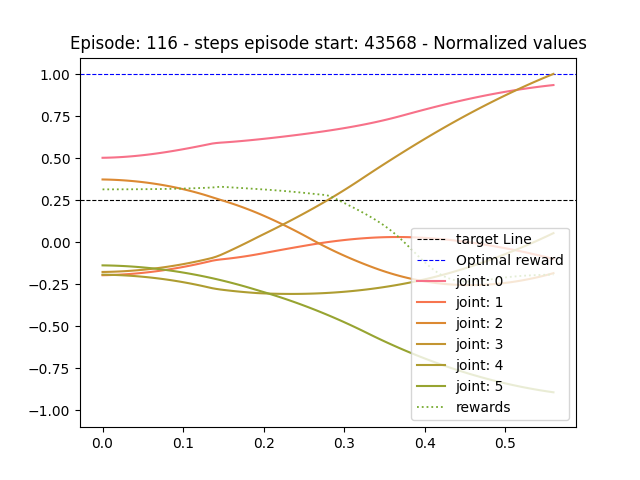 Episode: 116 - steps episode start: 43568 - Normalized values
1.00
0.75
0.50
0.25
0.00
−0.25
−0.50
−0.75
−1.00
target Line
Optimal reward
joint: 0
joint: 1
joint: 2
joint: 3
joint: 4
joint: 5
rewards
0.0 0.1 0.2 0.3 0.4 0.5